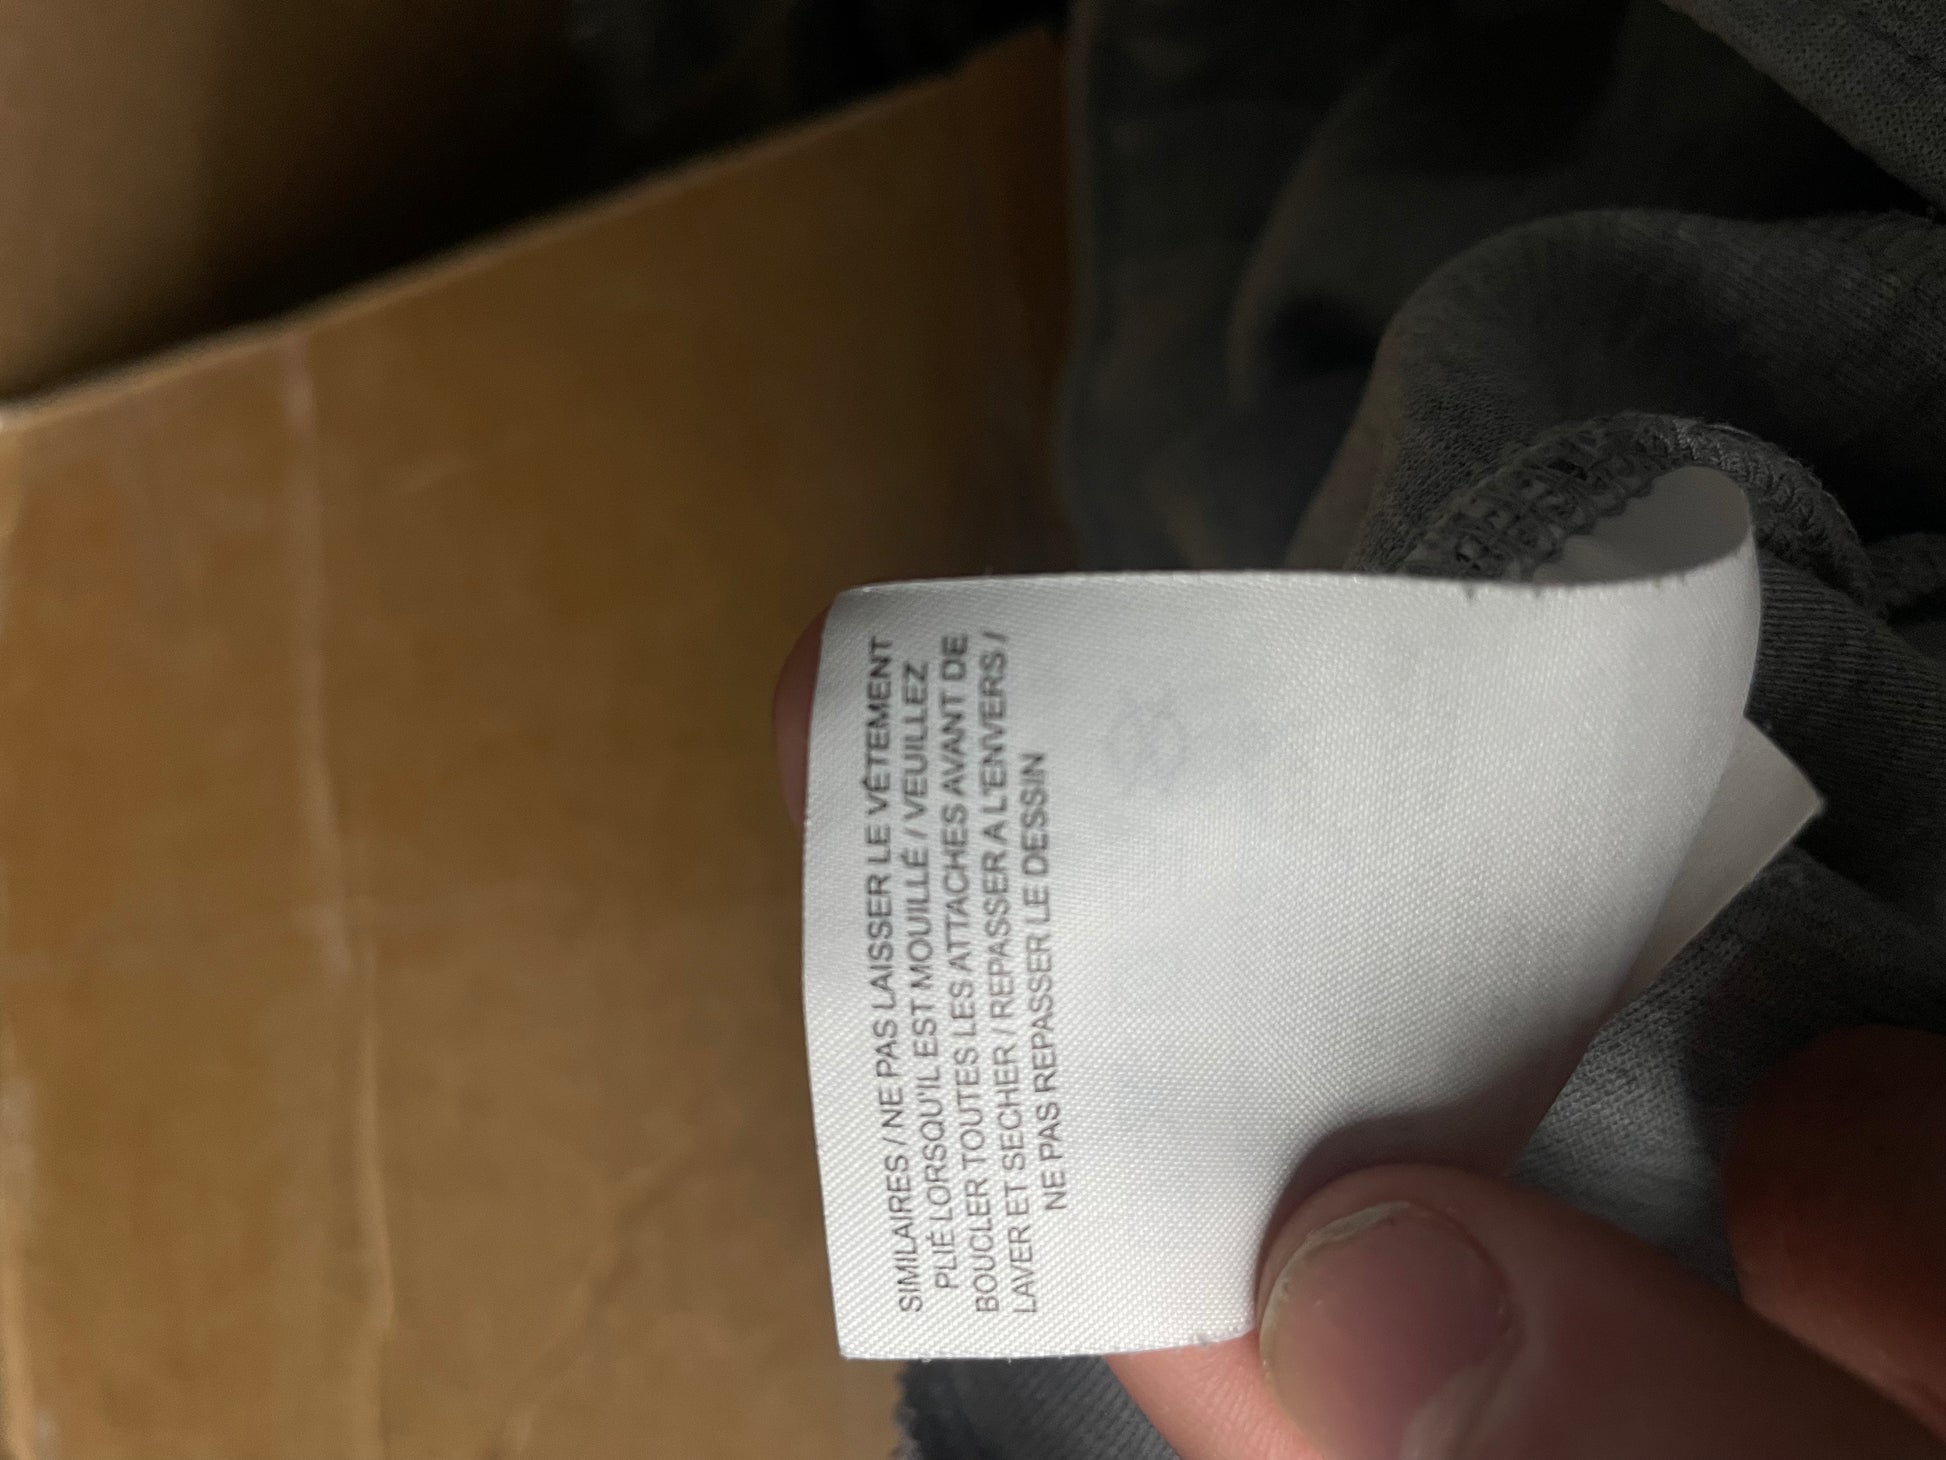 SIMILAIRES / NE PAS LAISSER LE VÊTEMENT
PLIÉ LORSQU'IL EST MOUILLÉ / VEUILLEZ
BOUCLER TOUTES LES ATTACHES AVANT DE
LAVER ET SECHER / REPASSER A L'ENVERS /
NE PAS REPASSER LE DESSIN